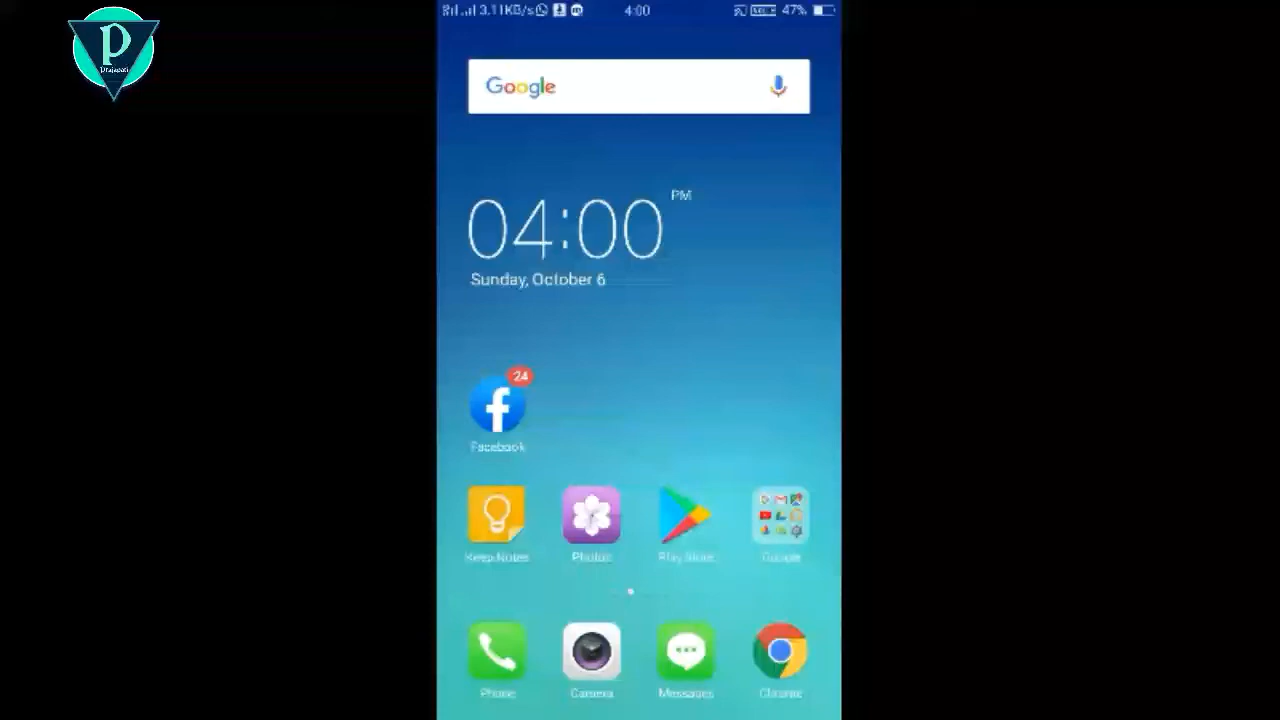 P
Prajapati
3.11KB/s 4:00 47%
Google
04:00 PM
Sunday, October 6
24
Facebook
Keep Notes Photos Play Store Google
Phone Camera Messages Chrome